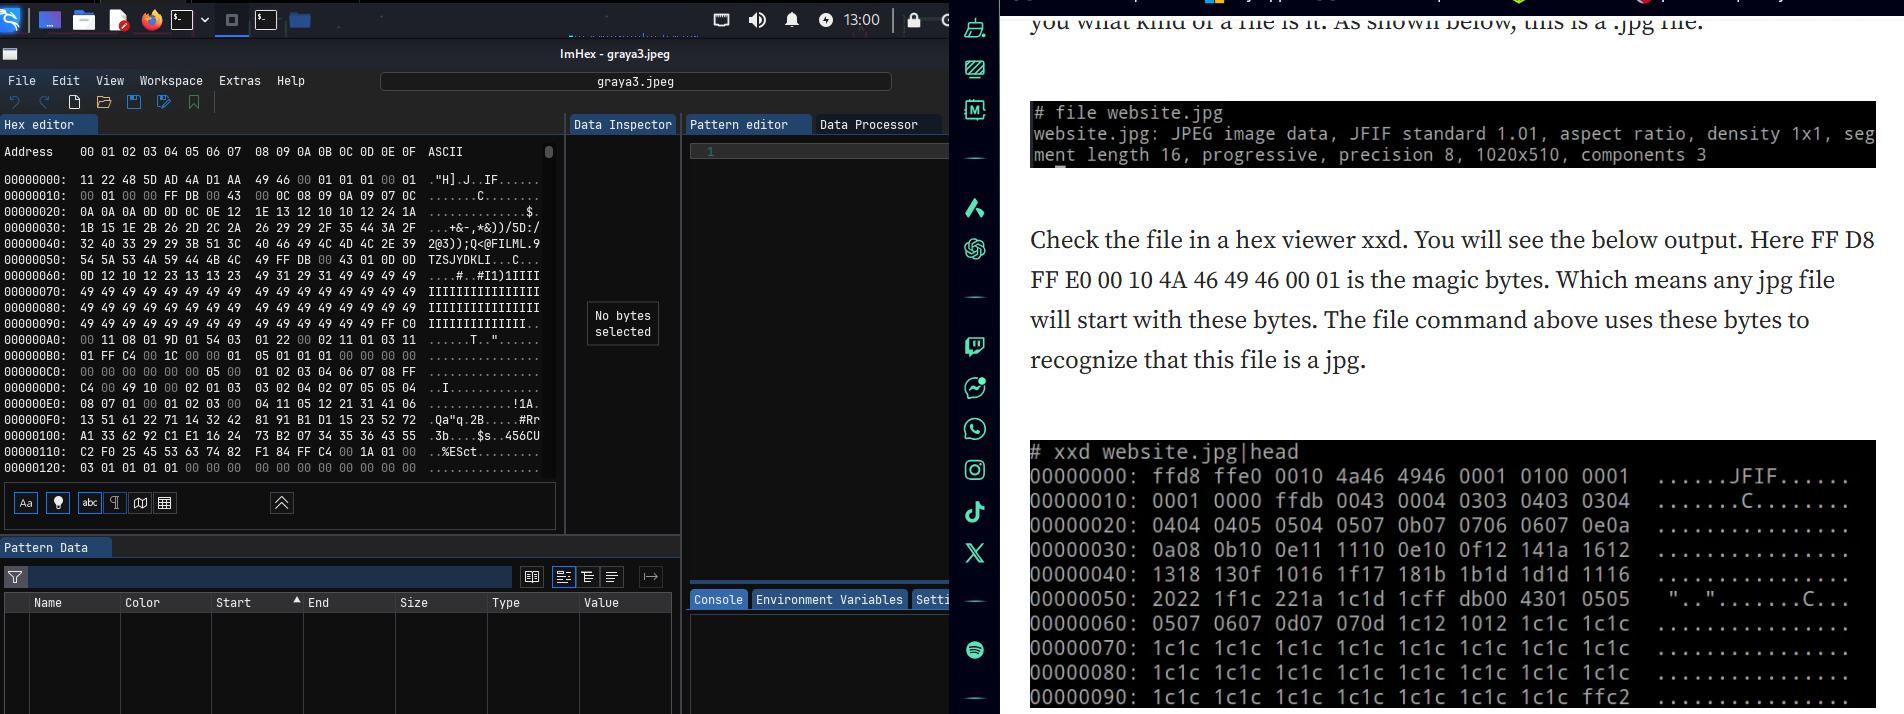 13:00
ImHex - graya3.jpeg
File Edit View Workspace Extras Help
graya3.jpeg
Hex editor
Data Inspector
Pattern editor
Data Processor
Address 00 01 02 03 04 05 06 07 08 09 0A 0B 0C 0D 0E 0F ASCII
1
00000000: 11 22 48 5D AD 4A D1 AA 49 46 00 01 01 01 00 01 ."H].J..IF......
00000010: 00 01 00 00 FF DB 00 43 00 0C 08 09 0A 09 07 0C .......C........
00000020: 0A 0A 0A 0D 0D 0C 0E 12 1E 13 12 10 10 12 24 1A ..............$.
00000030: 1B 15 1E 2B 26 2D 2C 2A 26 29 29 2F 35 44 3A 2F ...+&-,*&))/5D:/
00000040: 32 40 33 29 29 3B 51 3C 40 46 49 4C 4D 4C 2E 39 2@3));Q<@FILML.9
00000050: 54 5A 53 4A 59 44 4B 4C 49 FF DB 00 43 01 0D 0D TZSJYDKLI...C...
00000060: 0D 12 10 12 23 13 13 23 49 31 29 31 49 49 49 49 ....#..#I1)1IIII
00000070: 49 49 49 49 49 49 49 49 49 49 49 49 49 49 49 49 IIIIIIIIIIIIIIII
00000080: 49 49 49 49 49 49 49 49 49 49 49 49 49 49 49 49 IIIIIIIIIIIIIIII
00000090: 49 49 49 49 49 49 49 49 49 49 49 49 49 49 FF C0 IIIIIIIIIIIIII..
000000A0: 00 11 08 01 9D 01 54 03 01 22 00 02 11 01 03 11 ......T.."......
000000B0: 01 FF C4 00 1C 00 00 01 05 01 01 01 00 00 00 00 ................
000000C0: 00 00 00 00 00 00 05 00 01 02 03 04 06 07 08 FF ................
000000D0: C4 00 49 10 00 02 01 03 03 02 04 02 07 05 05 04 ..I.............
000000E0: 08 07 01 00 01 02 03 00 04 11 05 12 21 31 41 06 ............!1A.
000000F0: 13 51 61 22 71 14 32 42 81 91 B1 D1 15 23 52 72 .Qa"q.2B.....#Rr
00000100: A1 33 62 92 C1 E1 16 24 73 B2 07 34 35 36 43 55 .3b....$s..456CU
00000110: C2 F0 25 45 53 63 74 82 F1 84 FF C4 00 1A 01 00 ..%ESct.........
00000120: 03 01 01 01 01 00 00 00 00 00 00 00 00 00 00 00 ................
No bytes
selected
Aa
abc
Pattern Data
Name Color Start End Size Type Value
Console
Environment Variables
Setti
you what kind of a file is it. As shown below, this is a .jpg file.
# file website.jpg
website.jpg: JPEG image data, JFIF standard 1.01, aspect ratio, density 1x1, seg
ment length 16, progressive, precision 8, 1020x510, components 3
Check the file in a hex viewer xxd. You will see the below output. Here FF D8
FF E0 00 10 4A 46 49 46 00 01 is the magic bytes. Which means any jpg file
will start with these bytes. The file command above uses these bytes to
recognize that this file is a jpg.
# xxd website.jpg|head
00000000: ffd8 ffe0 0010 4a46 4946 0001 0100 0001 ......JFIF......
00000010: 0001 0000 ffdb 0043 0004 0303 0403 0304 .......C........
00000020: 0404 0405 0504 0507 0b07 0706 0607 0e0a ................
00000030: 0a08 0b10 0e11 1110 0e10 0f12 141a 1612 ................
00000040: 1318 130f 1016 1f17 181b 1b1d 1d1d 1116 ................
00000050: 2022 1f1c 221a 1c1d 1cff db00 4301 0505 "..".......C...
00000060: 0507 0607 0d07 070d 1c12 1012 1c1c 1c1c ................
00000070: 1c1c 1c1c 1c1c 1c1c 1c1c 1c1c 1c1c 1c1c ................
00000080: 1c1c 1c1c 1c1c 1c1c 1c1c 1c1c 1c1c 1c1c ................
00000090: 1c1c 1c1c 1c1c 1c1c 1c1c 1c1c 1c1c ffc2 ................